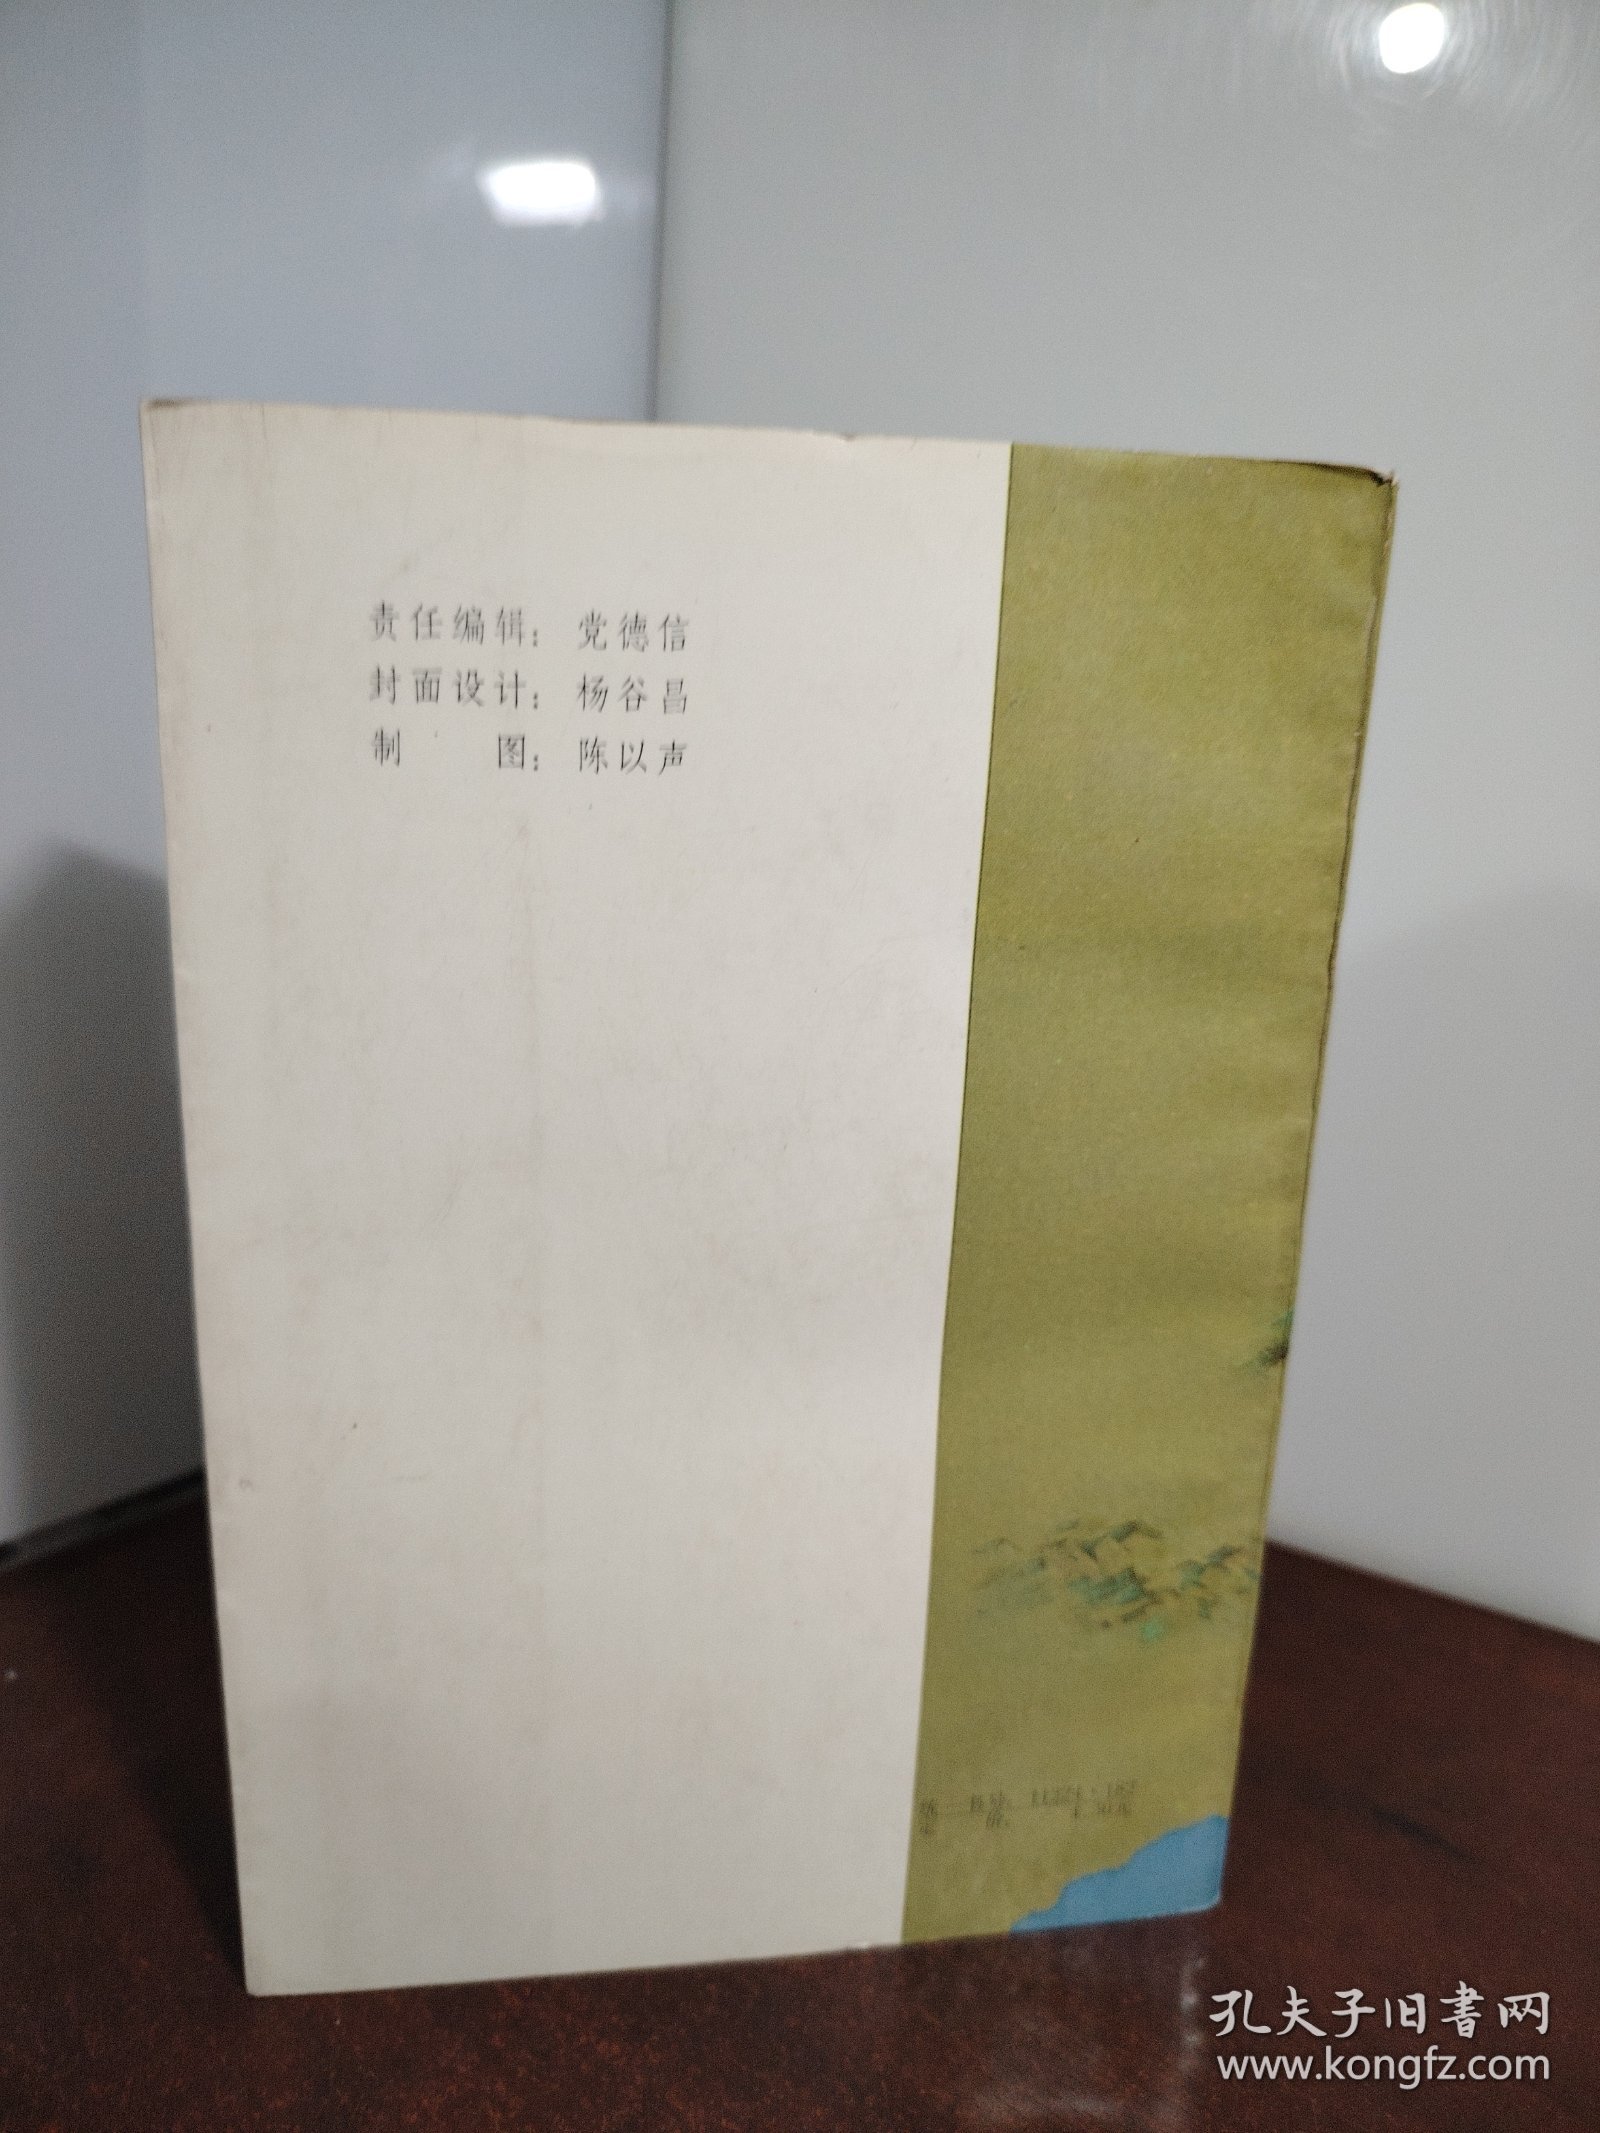 责任编辑：党德信
封面设计：杨谷昌
制　　图：陈以声
孔夫子旧書网
www.kongfz.com